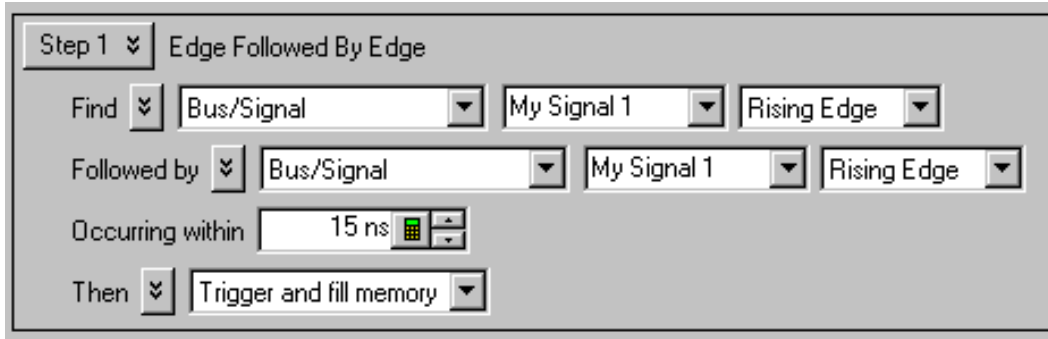 Step 1 Edge Followed By Edge
Find Bus/Signal My Signal 1 Rising Edge
Followed by Bus/Signal My Signal 1 Rising Edge
Occurring within 15 ns
Then Trigger and fill memory